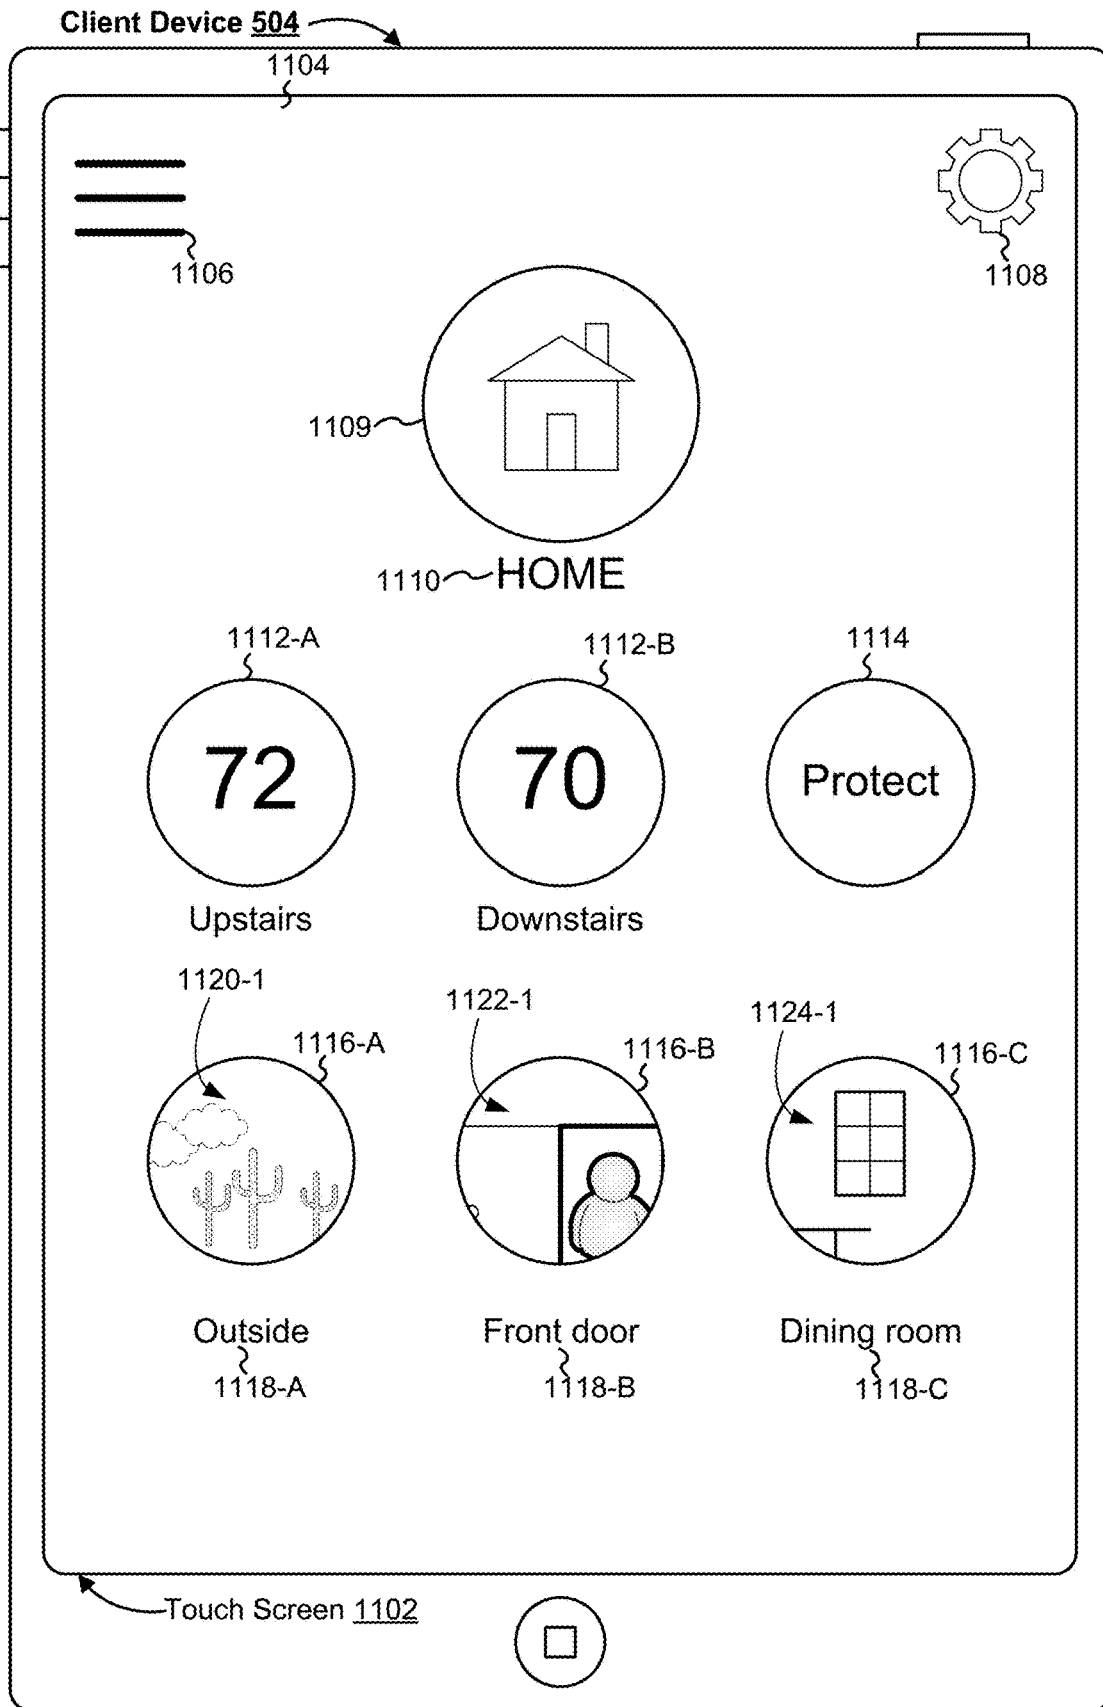 Client Device 504
1104
1106
1108
1109
1110 HOME
1112-A 1112-B 1114
72 70 Protect
Upstairs Downstairs
1120-1 1122-1 1124-1
1116-A 1116-B 1116-C
Outside Front door Dining room
1118-A 1118-B 1118-C
Touch Screen 1102